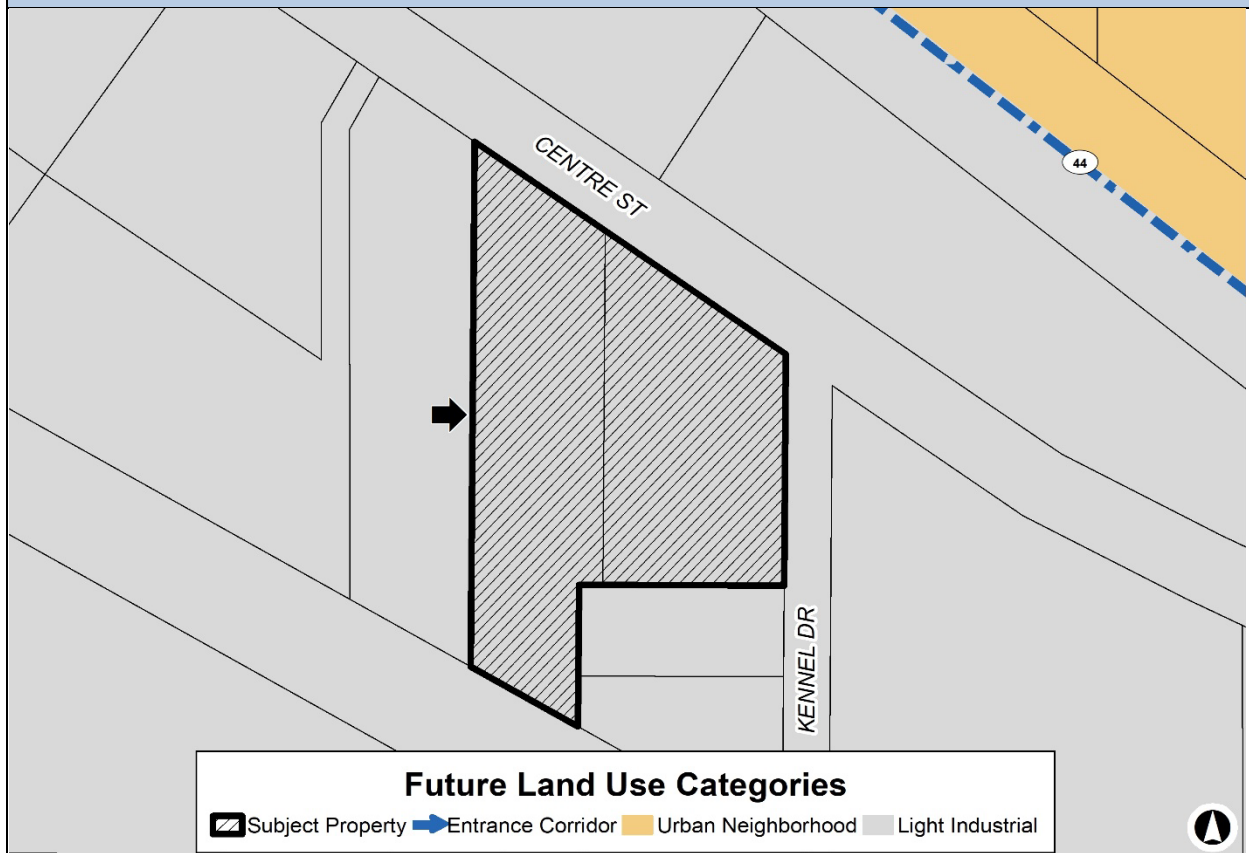 44
CENTRE ST
KENNEL DR
Future Land Use Categories
Subject Property Entrance Corridor Urban Neighborhood Light Industrial